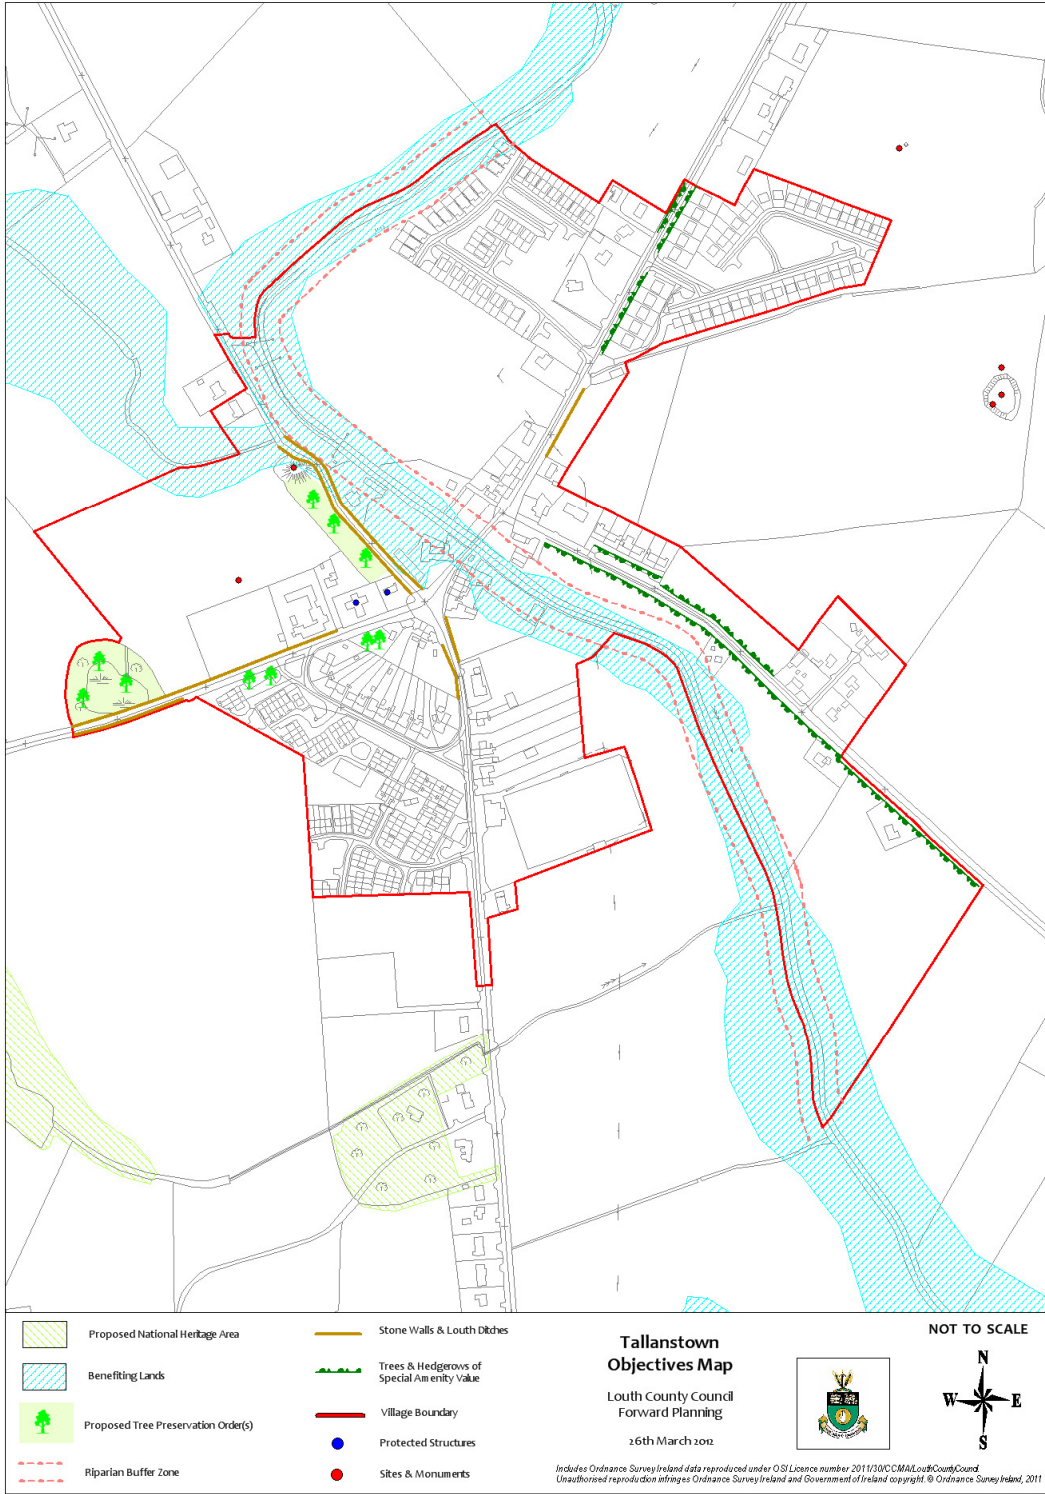 Proposed National Heritage Area
Benefiting Lands
Proposed Tree Preservation Order(s)
Riparian Buffer Zone
Stone Walls & Louth Ditches
Trees & Hedgerows of
Special Amenity Value
Village Boundary
Protected Structures
Sites & Monuments
Tallanstown
Objectives Map
Louth County Council
Forward Planning
26th March 2012
NOT TO SCALE
N
W E
S
Includes Ordnance Survey Ireland data reproduced under OSI Licence number 2011/30/CCMA/LouthCountyCouncil.
Unauthorised reproduction infringes Ordnance Survey Ireland and Government of Ireland copyright. © Ordnance Survey Ireland, 2011